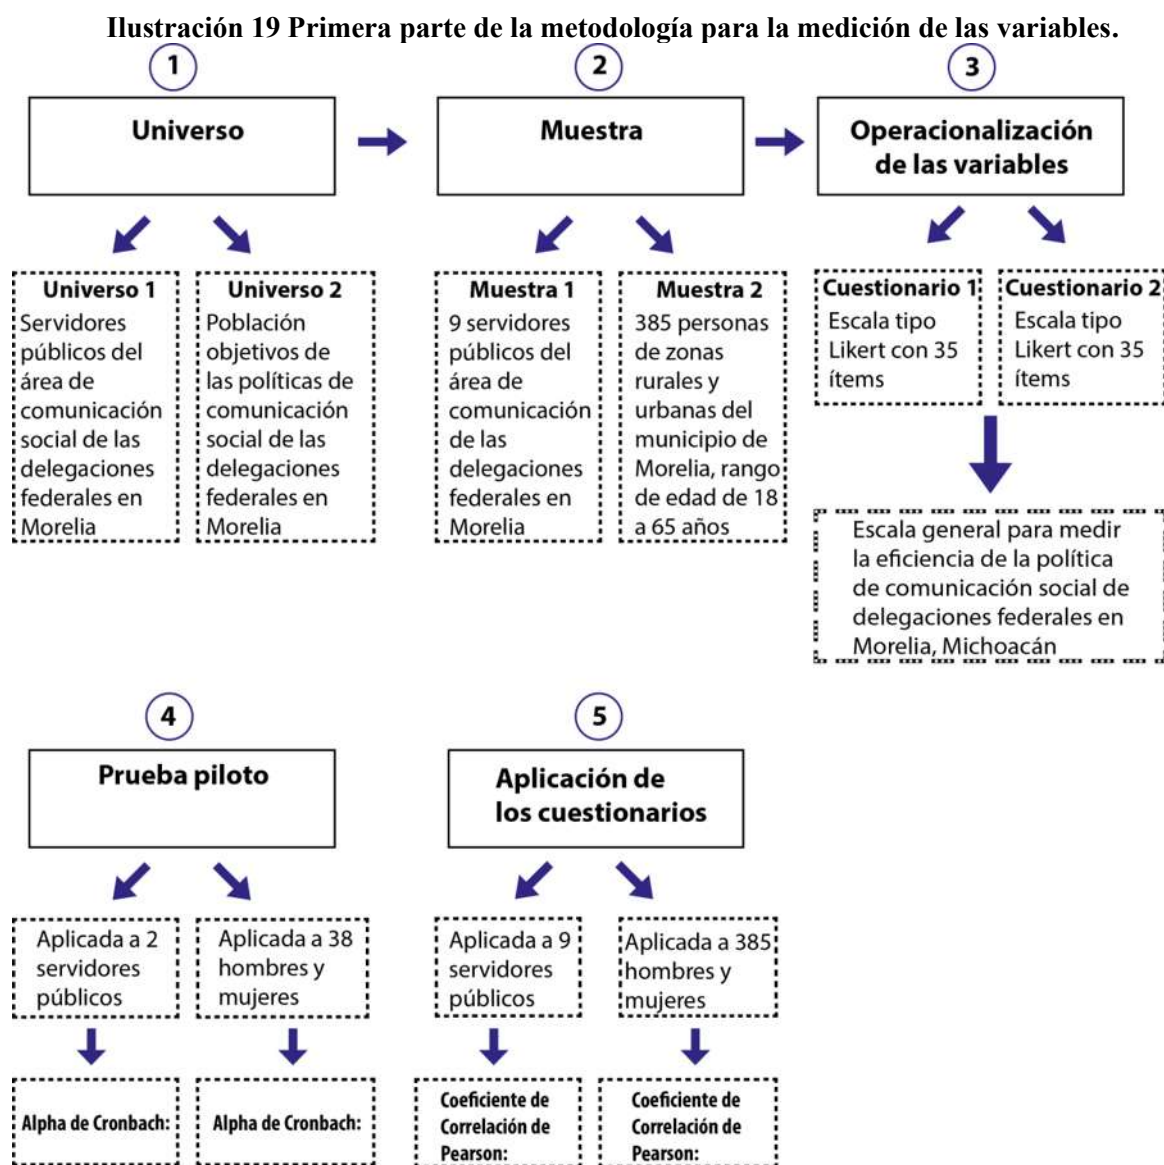 Ilustración 19 Primera parte de la metodología para la medición de las variables.
1
2
3
Universo
Muestra
Operacionalización
de las variables
Universo 1
Servidores
públicos del
área de
comunicación
social de las
delegaciones
federales en
Morelia
Universo 2
Población
objetivos de
las políticas de
comunicación
social de las
delegaciones
federales en
Morelia
Muestra 1
9 servidores
públicos del
área de
comunicación
de las
delegaciones
federales en
Morelia
Muestra 2
385 personas
de zonas
rurales y
urbanas del
municipio de
Morelia, rango
de edad de 18
a 65 años
Cuestionario 1
Escala tipo
Likert con 35
ítems
Cuestionario 2
Escala tipo
Likert con 35
ítems
Escala general para medir
la eficiencia de la política
de comunicación social de
delegaciones federales en
Morelia, Michoacán
4
5
Prueba piloto
Aplicación de
los cuestionarios
Aplicada a 2
servidores
públicos
Aplicada a 38
hombres y
mujeres
Aplicada a 9
servidores
públicos
Aplicada a 385
hombres y
mujeres
Alpha de Cronbach:
Alpha de Cronbach:
Coeficiente de
Correlación de
Pearson:
Coeficiente de
Correlación de
Pearson: